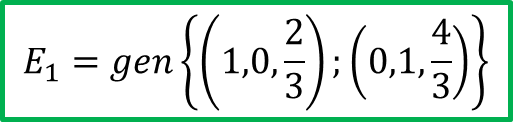 E₁ = gen{(1,0,2/3);(0,1,4/3)}